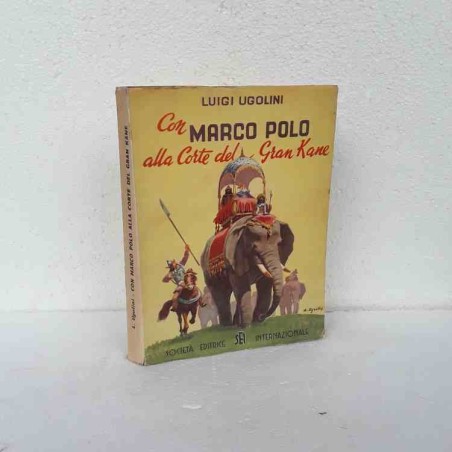 LUIGI UGOLINI
Con MARCO POLO
alla Corte del Gran Kane
SOCIETÀ EDITRICE SEI INTERNAZIONALE
L. Ugolini - CON MARCO POLO ALLA CORTE DEL GRAN KANE